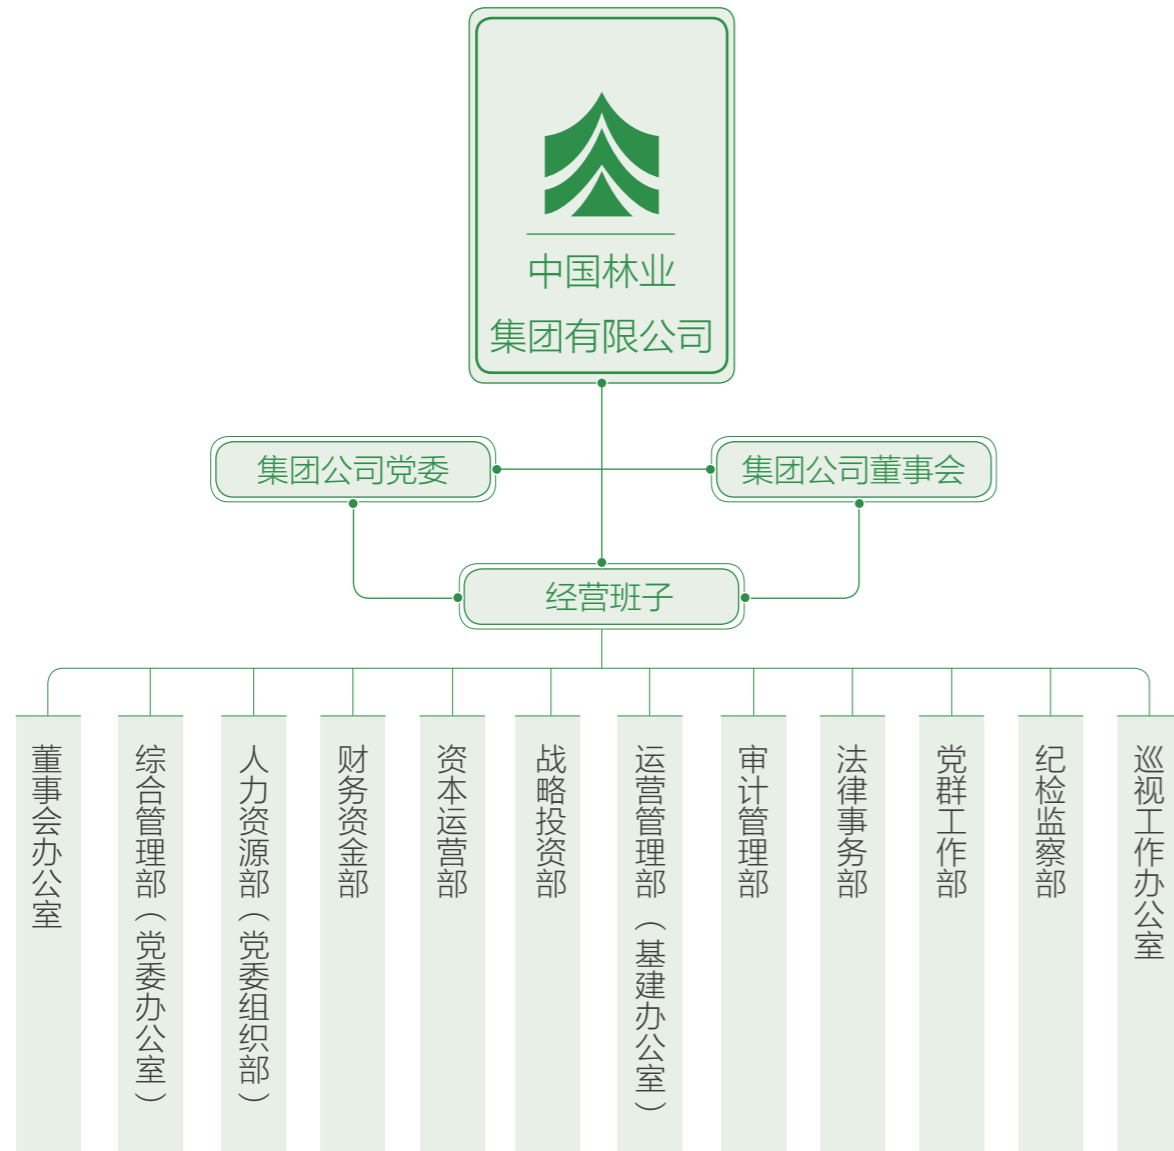 中国林业
集团有限公司
集团公司党委
集团公司董事会
经营班子
董事会办公室
综合管理部（党委办公室）
人力资源部（党委组织部）
财务资金部
资本运营部
战略投资部
运营管理部（基建办公室）
审计管理部
法律事务部
党群工作部
纪检监察部
巡视工作办公室